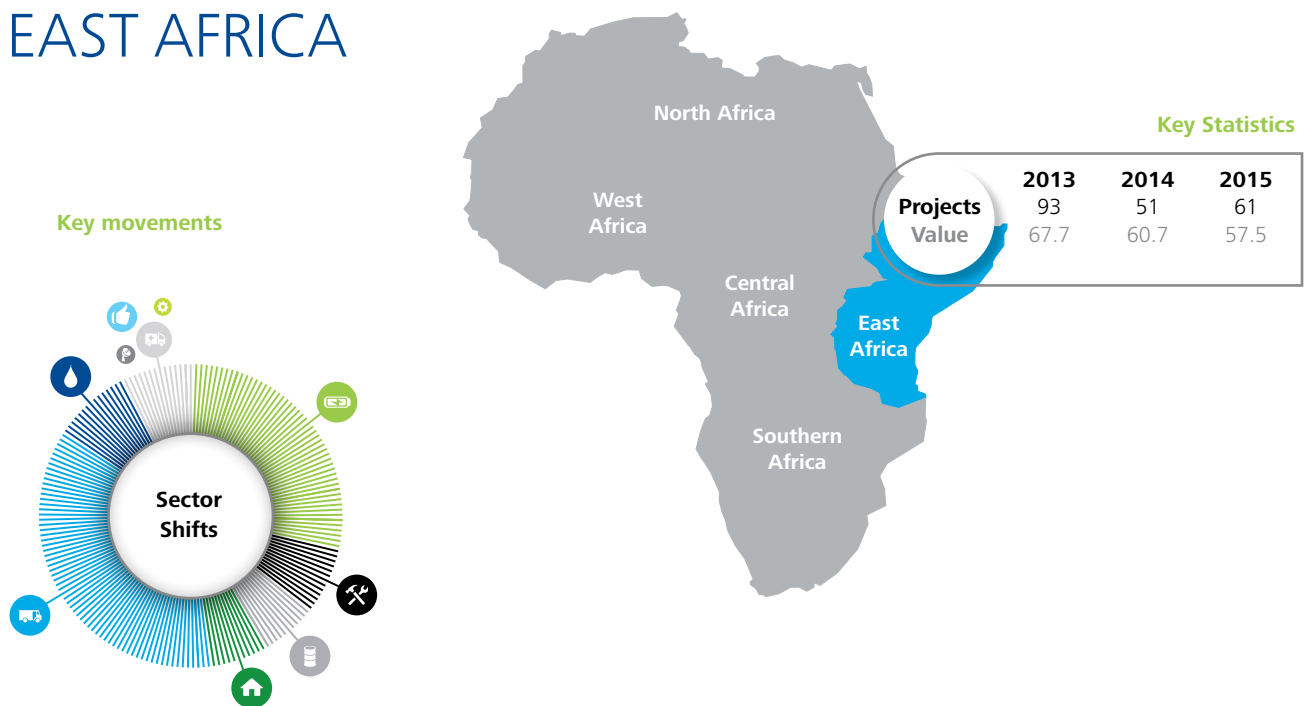 EAST AFRICA
North Africa
Key Statistics
2013 2014 2015
Projects 93 51 61
Value 67.7 60.7 57.5
West
Africa
Key movements
Central
Africa
East
Africa
Southern
Africa
Sector
Shifts